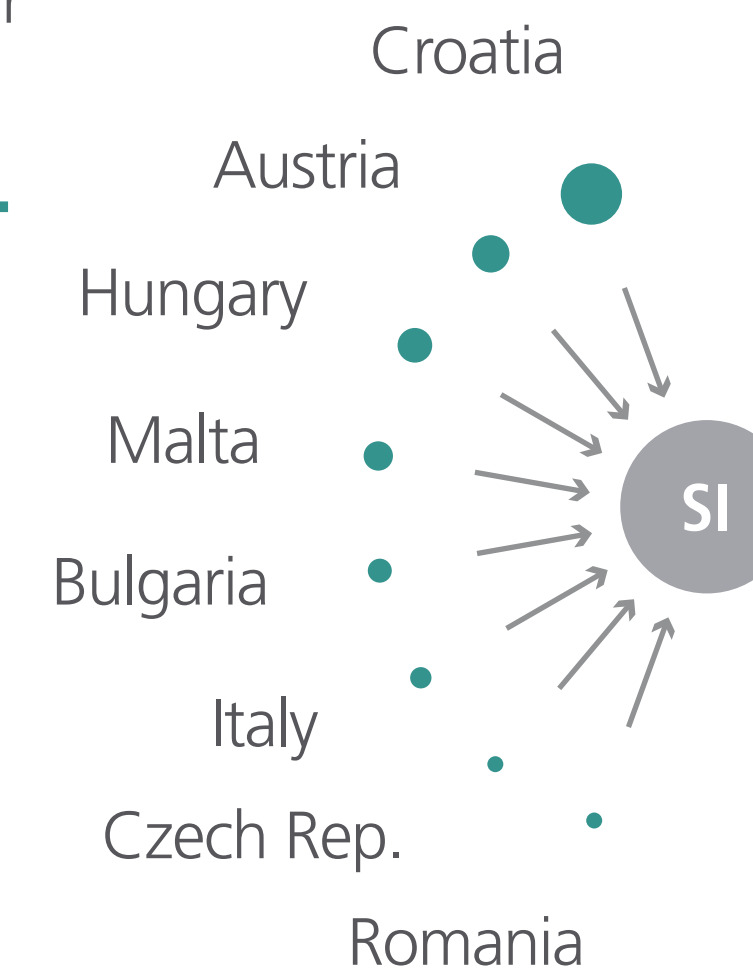 Croatia
Austria
Hungary
Malta
SI
Bulgaria
Italy
Czech Rep.
Romania